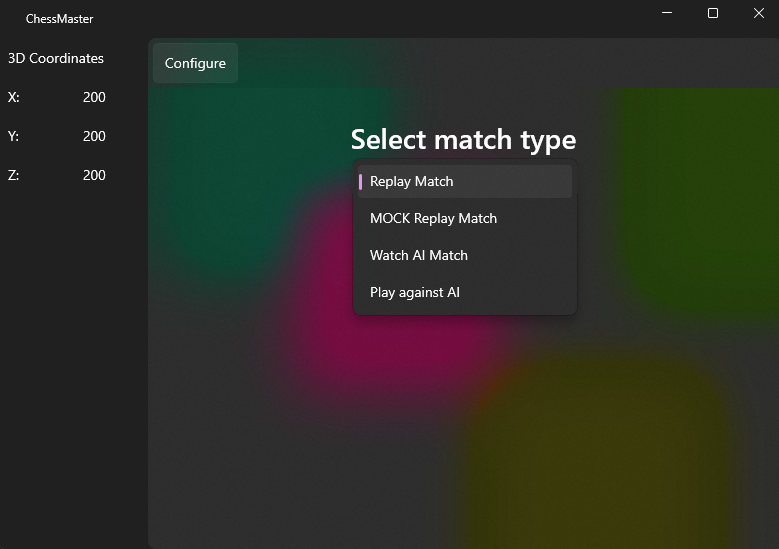 ChessMaster
3D Coordinates
X: 200
Y: 200
Z: 200
Configure
Select match type
Replay Match
MOCK Replay Match
Watch AI Match
Play against AI